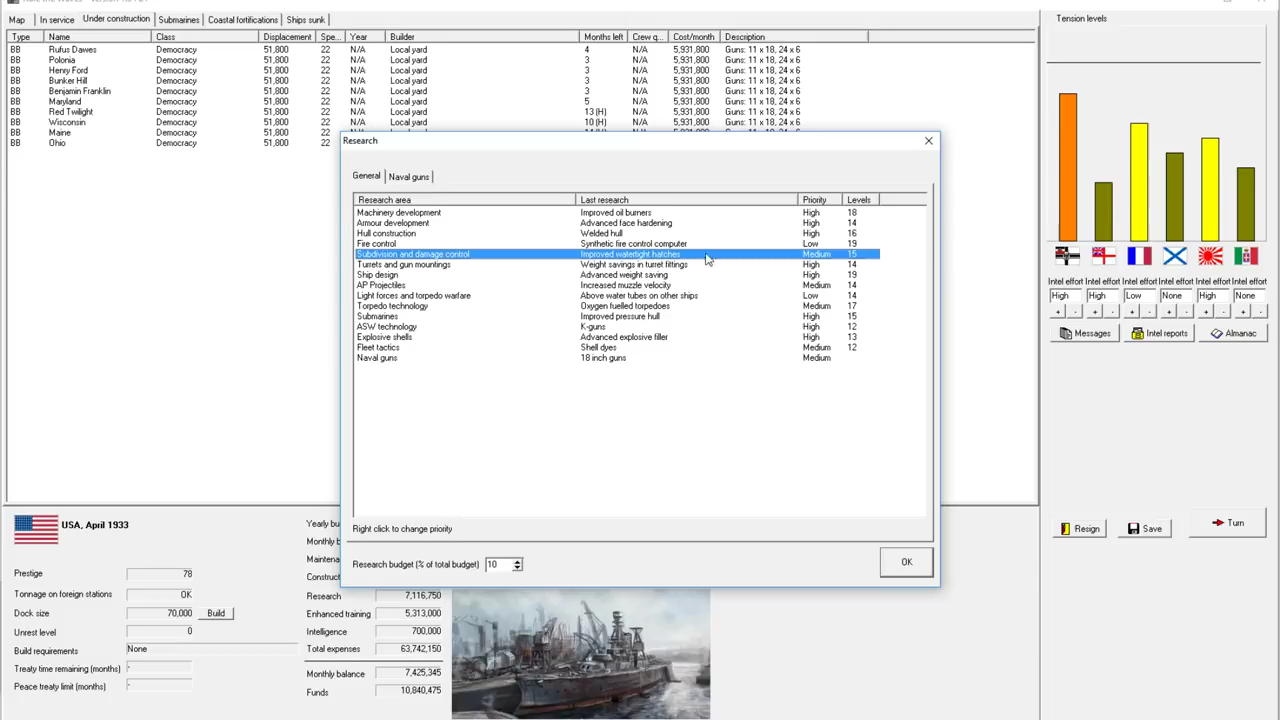 Map In service Under construction Submarines Coastal fortifications Ships sunk
Type Name Class Displacement Spe... Year Builder Months left Crew q... Cost/month Description
BB Rufus Dawes Democracy 51,800 22 N/A Local yard 4 N/A 5,931,800 Guns: 11 x 18, 24 x 6
BB Polonia Democracy 51,800 22 N/A Local yard 3 N/A 5,931,800 Guns: 11 x 18, 24 x 6
BB Henry Ford Democracy 51,800 22 N/A Local yard 3 N/A 5,931,800 Guns: 11 x 18, 24 x 6
BB Bunker Hill Democracy 51,800 22 N/A Local yard 3 N/A 5,931,800 Guns: 11 x 18, 24 x 6
BB Benjamin Franklin Democracy 51,800 22 N/A Local yard 3 N/A 5,931,800 Guns: 11 x 18, 24 x 6
BB Maryland Democracy 51,800 22 N/A Local yard 5 N/A 5,931,800 Guns: 11 x 18, 24 x 6
BB Red Twilight Democracy 51,800 22 N/A Local yard 13 (H) N/A 5,931,800 Guns: 11 x 18, 24 x 6
BB Wisconsin Democracy 51,800 22 N/A Local yard 10 (H) N/A 5,931,800 Guns: 11 x 18, 24 x 6
BB Maine Democracy 51,800 22
BB Ohio Democracy 51,800 22
Research
General Naval guns
Research area Last research Priority Levels
Machinery development Improved oil burners High 18
Armour development Advanced face hardening High 14
Hull construction Welded hull High 16
Fire control Synthetic fire control computer Low 19
Subdivision and damage control Improved watertight hatches Medium 15
Turrets and gun mountings Weight savings in turret fittings High 14
Ship design Advanced weight saving High 19
AP Projectiles Increased muzzle velocity Medium 14
Light forces and torpedo warfare Above water tubes on other ships Low 14
Torpedo technology Oxygen fuelled torpedoes Medium 17
Submarines Improved pressure hull High 15
ASW technology K-guns High 12
Explosive shells Advanced explosive filler High 13
Fleet tactics Shell dyes Medium 12
Naval guns 18 inch guns Medium
Right click to change priority
Research budget (% of total budget) 10
OK
Tension levels
Intel effort Intel effort Intel effort Intel effort Intel effort Intel effort
High High Low None High None
+ - + - + - + - + - + -
Messages Intel reports Almanac
Resign Save Turn
USA, April 1933
Prestige 78
Tonnage on foreign stations OK
Dock size 70,000 Build
Unrest level 0
Build requirements None
Treaty time remaining (months) -
Peace treaty limit (months) -
Yearly bu
Monthly b
Maintena
Construct
Research 7,116,750
Enhanced training 5,313,000
Intelligence 700,000
Total expenses 63,742,150
Monthly balance 7,425,345
Funds 10,840,475